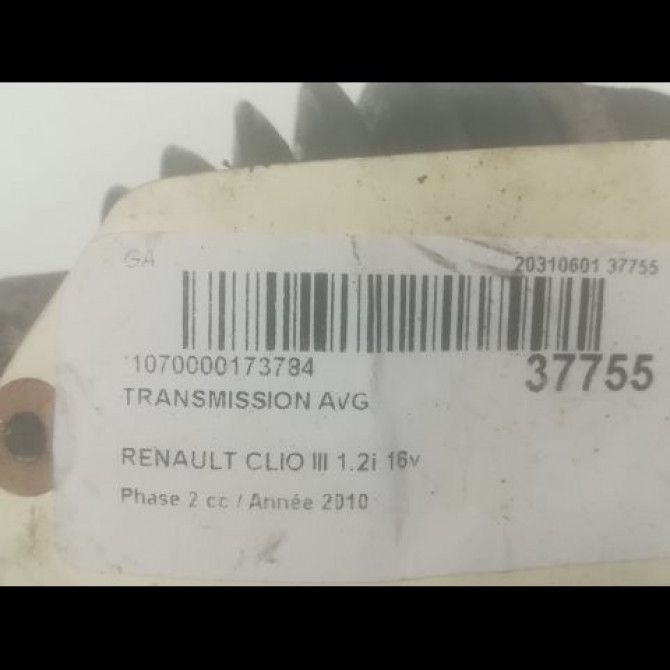 GA
20310601 37755
1070000173784
37755
TRANSMISSION AVG
RENAULT CLIO III 1.2i 16v
Phase 2 cc / Année 2010